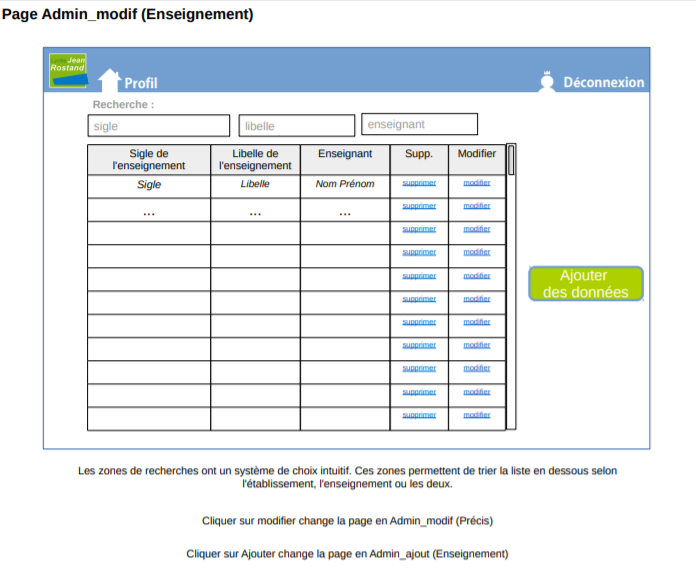 Page Admin_modif (Enseignement)
Jean
Rostand
Profil
Déconnexion
Recherche :
sigle
libelle
enseignant
Sigle de
l'enseignement
Libelle de
l'enseignement
Enseignant
Supp.
Modifier
Sigle
Libelle
Nom Prénom
supprimer
modifier
...
...
...
supprimer
modifier
supprimer
modifier
supprimer
modifier
supprimer
modifier
supprimer
modifier
supprimer
modifier
supprimer
modifier
supprimer
modifier
supprimer
modifier
supprimer
modifier
Ajouter
des données
Les zones de recherches ont un système de choix intuitif. Ces zones permettent de trier la liste en dessous selon
l'établissement, l'enseignement ou les deux.
Cliquer sur modifier change la page en Admin_modif (Précis)
Cliquer sur Ajouter change la page en Admin_ajout (Enseignement)